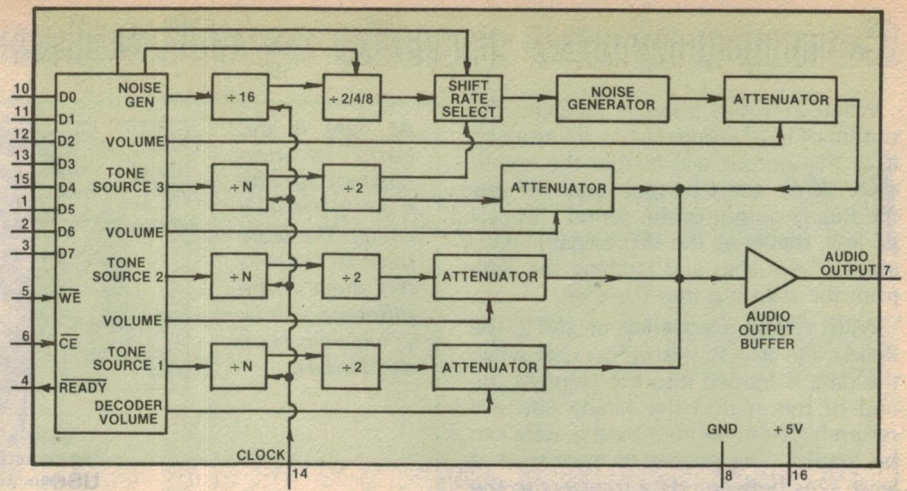 10 D0
11 D1
12 D2
13 D3
15 D4
1 D5
2 D6
3 D7
5 WE
6 CE
4 READY
NOISE
GEN
VOLUME
TONE
SOURCE 3
VOLUME
TONE
SOURCE 2
VOLUME
TONE
SOURCE 1
DECODER
VOLUME
÷16
÷2/4/8
SHIFT
RATE
SELECT
NOISE
GENERATOR
ATTENUATOR
÷N
÷2
ATTENUATOR
÷N
÷2
ATTENUATOR
÷N
÷2
ATTENUATOR
AUDIO
OUTPUT 7
AUDIO
OUTPUT
BUFFER
CLOCK
14
GND
8
+5V
16